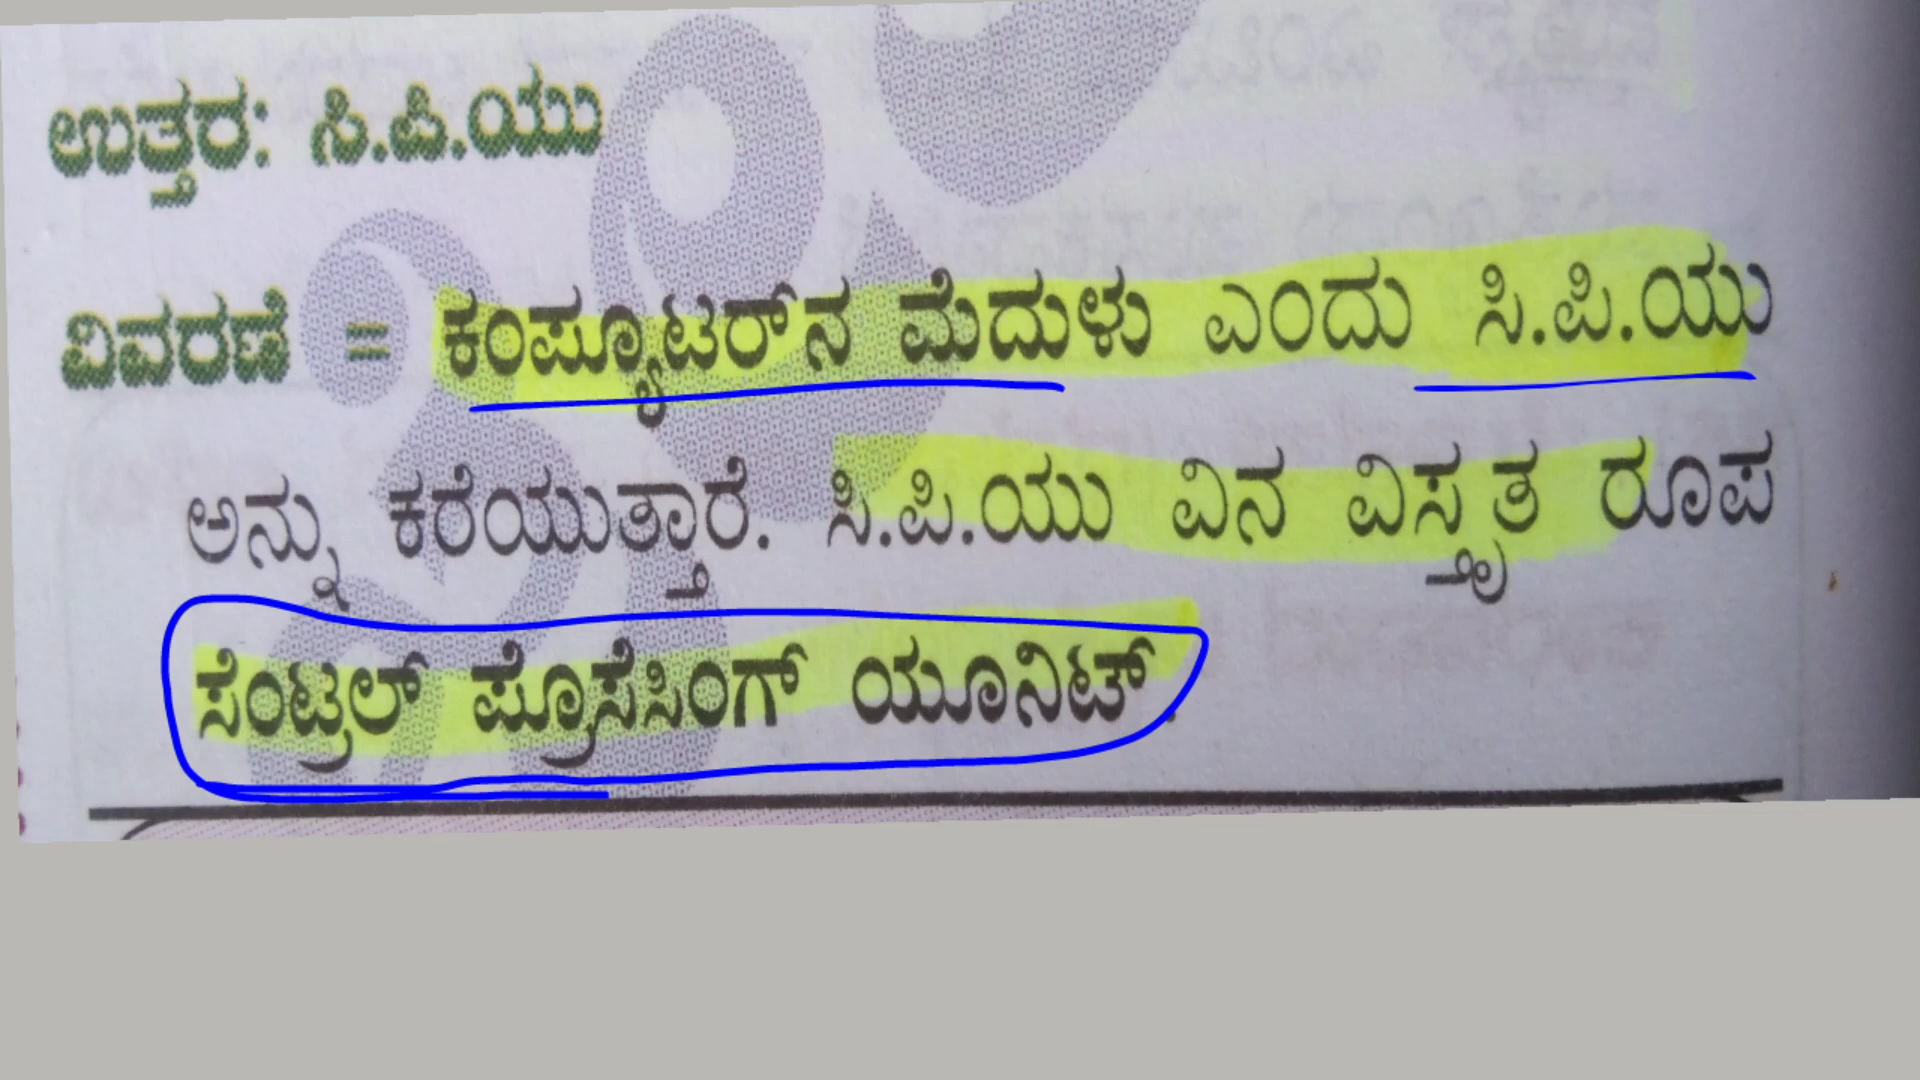 ಉತ್ತರ: ಸಿ.ಪಿ.ಯು
ವಿವರಣೆ = ಕಂಪ್ಯೂಟರ್‌ನ ಮೆದುಳು ಎಂದು ಸಿ.ಪಿ.ಯು
ಅನ್ನು ಕರೆಯುತ್ತಾರೆ. ಸಿ.ಪಿ.ಯು ವಿನ ವಿಸ್ತೃತ ರೂಪ
ಸೆಂಟ್ರಲ್ ಪ್ರೊಸೆಸಿಂಗ್ ಯೂನಿಟ್.